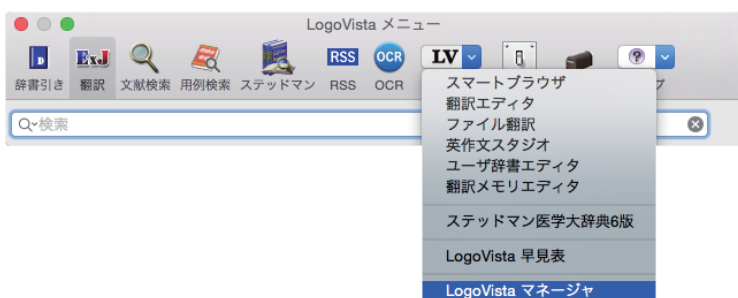 LogoVista メニュー
RSS OCR LV ?
辞書引き 翻訳 文献検索 用例検索 ステッドマン RSS OCR プ
検索
スマートブラウザ
翻訳エディタ
ファイル翻訳
英作文スタジオ
ユーザ辞書エディタ
翻訳メモリエディタ
ステッドマン医学大辞典6版
LogoVista 早見表
LogoVista マネージャ